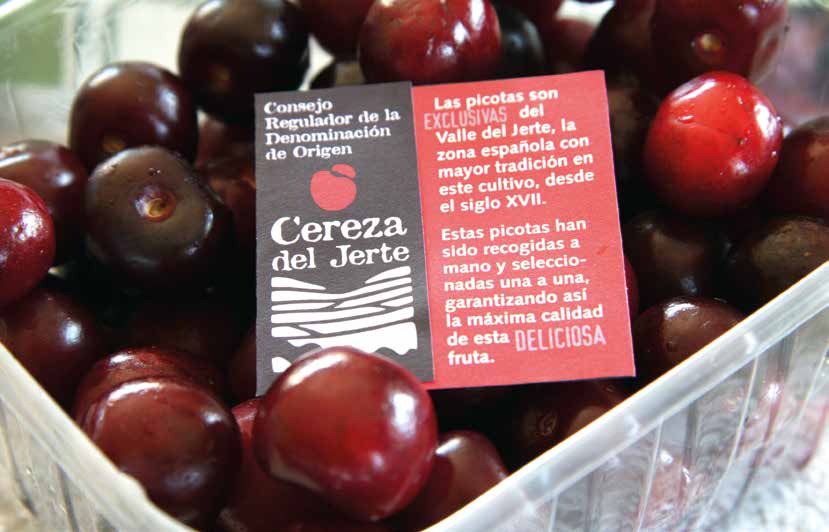 Consejo
Regulador de la
Denominación
de Origen
Cereza
del Jerte
Las picotas son
EXCLUSIVAS del
Valle del Jerte, la
zona española con
mayor tradición en
este cultivo, desde
el siglo XVII.
Estas picotas han
sido recogidas a
mano y seleccio-
nadas una a una,
garantizando así
la máxima calidad
de esta DELICIOSA
fruta.